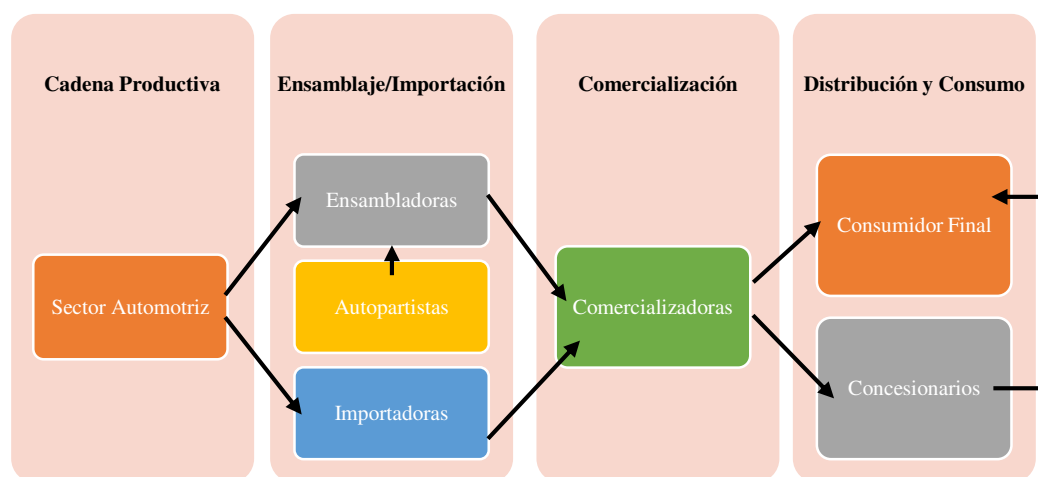 Cadena Productiva
Ensamblaje/Importación
Comercialización
Distribución y Consumo
Sector Automotriz
Ensambladoras
Autopartistas
Importadoras
Comercializadoras
Consumidor Final
Concesionarios